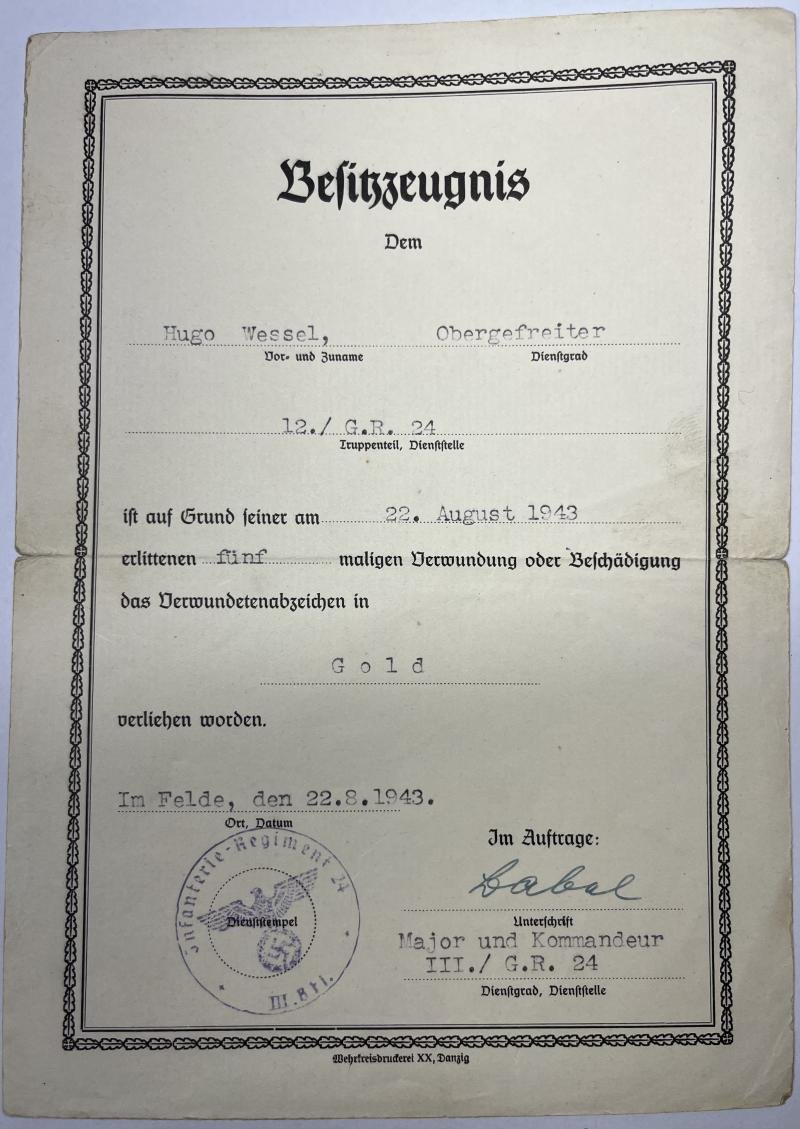 Besitzzeugnis
Dem
Hugo Wessel, Obergefreiter
Vor- und Zuname Dienstgrad
12./ G.R. 24
Truppenteil, Dienststelle
ist auf Grund seiner am 22. August 1943
erlittenen fünf maligen Verwundung oder Beschädigung
das Verwundetenabzeichen in
Gold
verliehen worden.
Im Felde, den 22.8.1943.
Ort, Datum
Im Auftrage:
Infanterie-Regiment 24
Dienststempel
III. Btl.
Unterschrift
Major und Kommandeur
III./ G.R. 24
Dienstgrad, Dienststelle
Wehrkreisdruckerei XX, Danzig